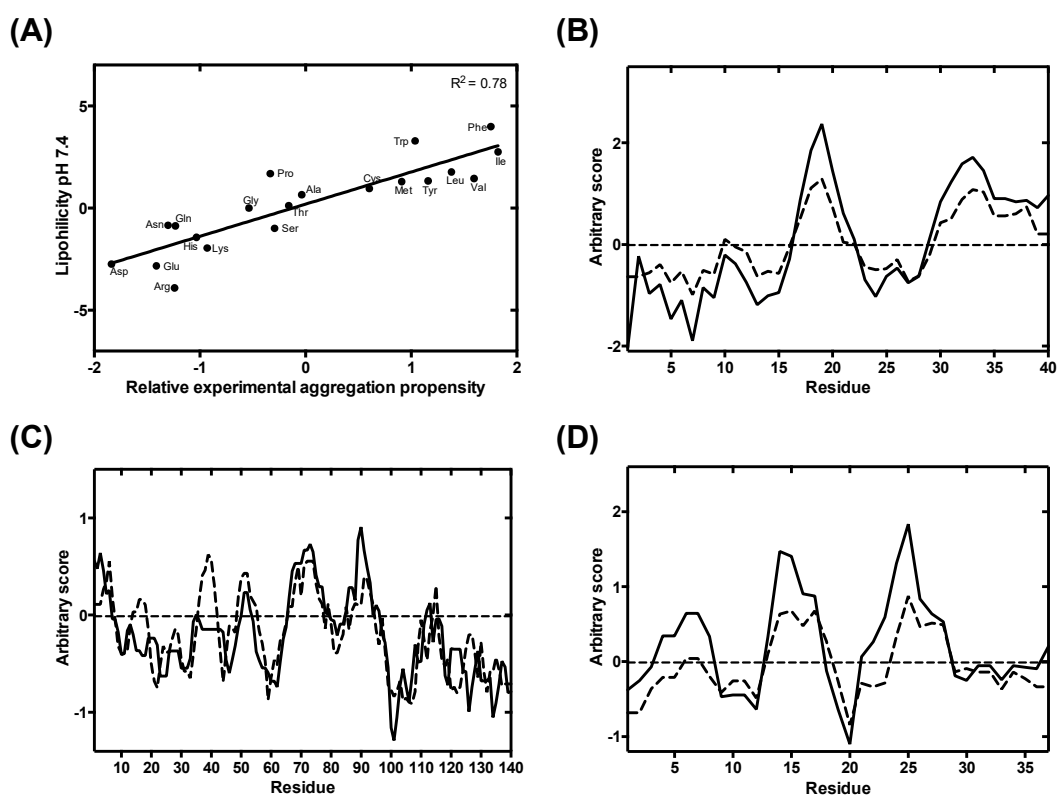 (A)
R² = 0.78
Lipohilicity pH 7.4
5
0
-5
Phe
Trp
Ile
Pro
Cys
Leu
Val
Met
Tyr
Ala
Gly
Thr
Asn
Gln
Ser
His
Lys
Asp
Glu
Arg
-2
-1
0
1
2
Relative experimental aggregation propensity
(B)
Arbitrary score
2
0
-2
5
10
15
20
25
30
35
40
Residue
(C)
Arbitrary score
1
0
-1
10 20 30 40 50 60 70 80 90 100 110 120 130 140
Residue
(D)
Arbitrary score
2
1
0
-1
5
10
15
20
25
30
35
Residue